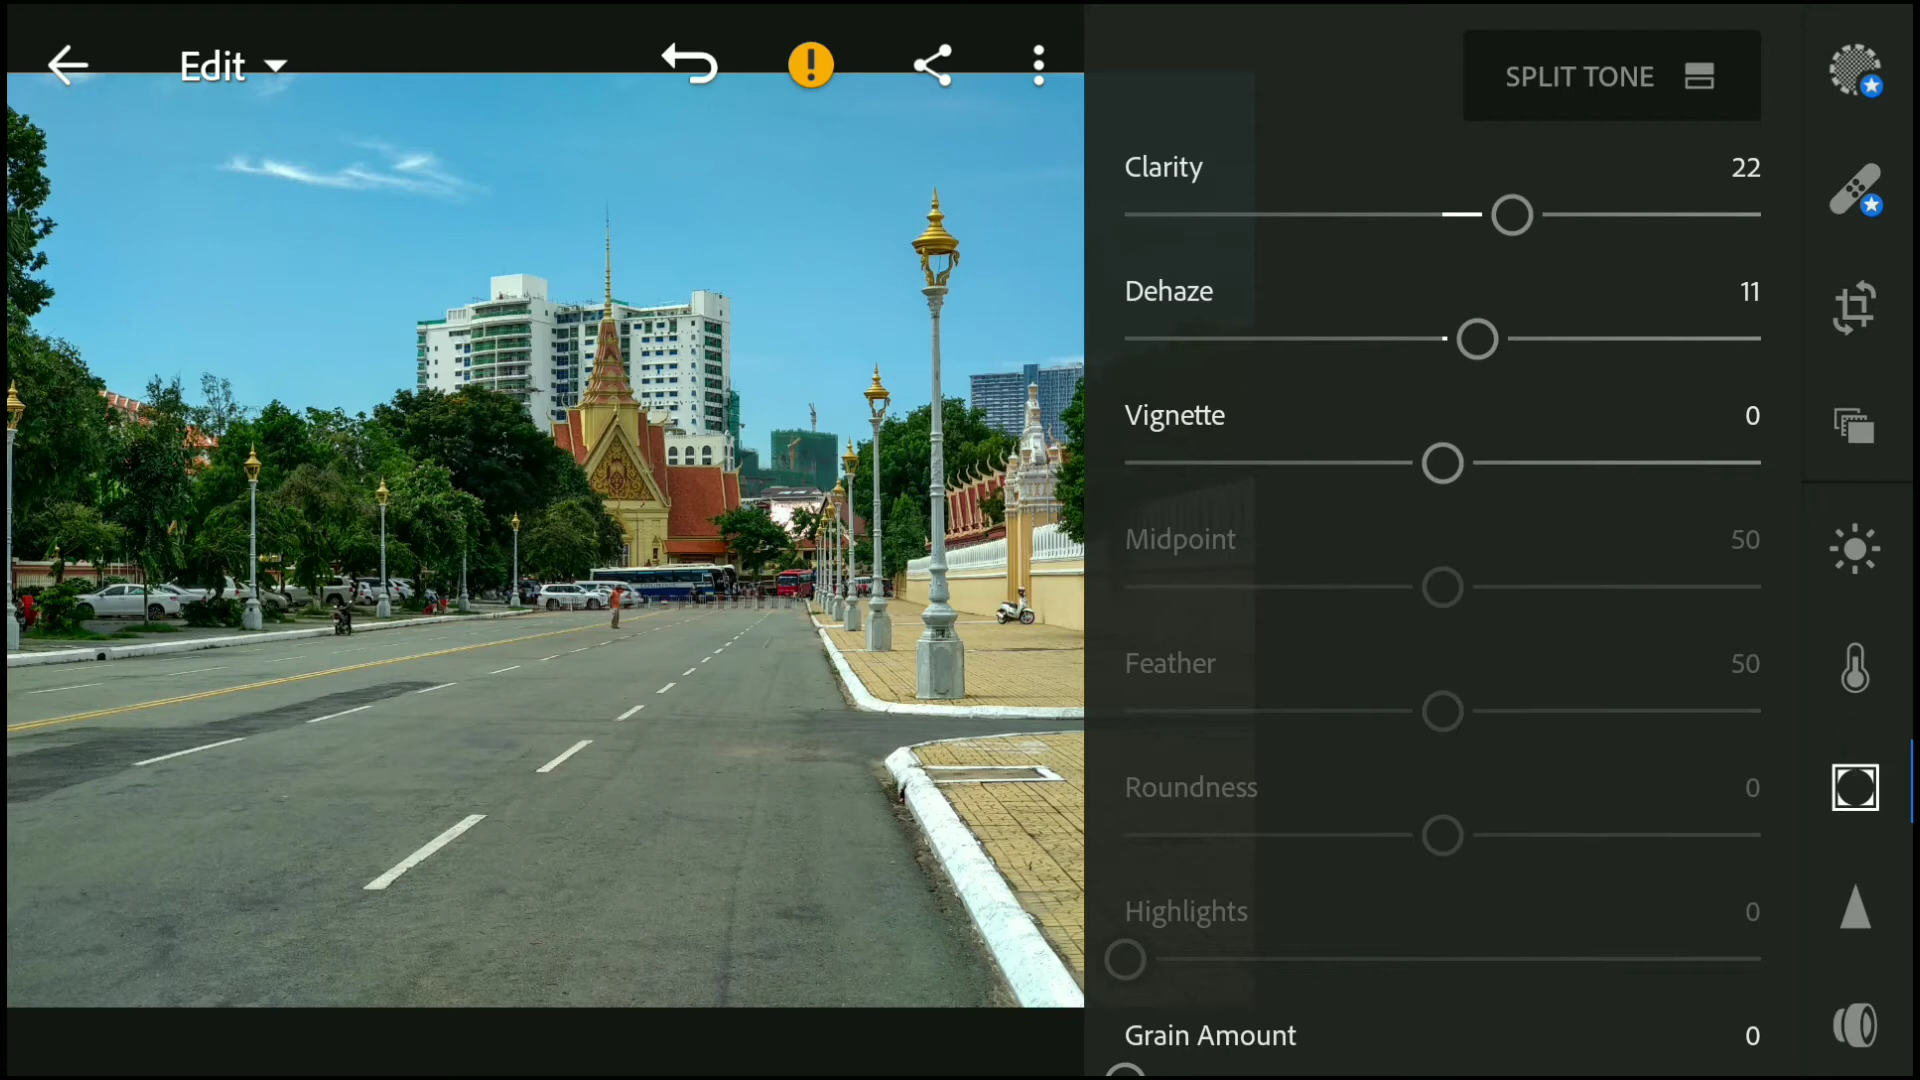 Edit
SPLIT TONE
Clarity 22
Dehaze 11
Vignette 0
Midpoint 50
Feather 50
Roundness 0
Highlights 0
Grain Amount 0